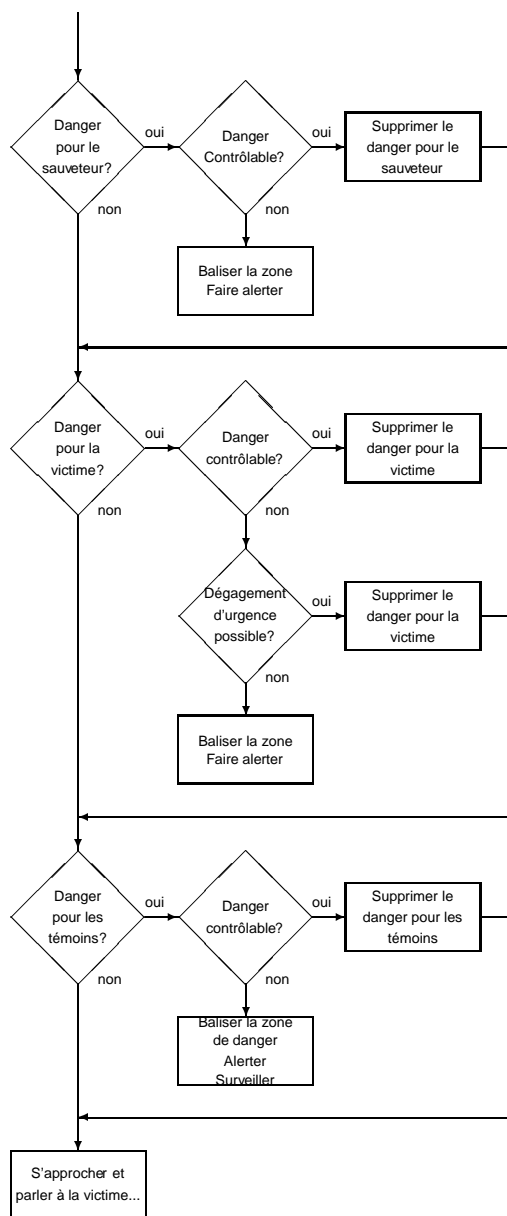 Danger
pour le
sauveteur?
oui
Danger
Contrôlable?
oui
Supprimer le
danger pour le
sauveteur
non
non
Baliser la zone
Faire alerter
Danger
pour la
victime?
oui
Danger
contrôlable?
oui
Supprimer le
danger pour la
victime
non
non
Dégagement
d'urgence
possible?
oui
Supprimer le
danger pour la
victime
non
Baliser la zone
Faire alerter
Danger
pour les
témoins?
oui
Danger
contrôlable?
oui
Supprimer le
danger pour les
témoins
non
non
Baliser la zone
de danger
Alerter
Surveiller
S'approcher et
parler à la victime...